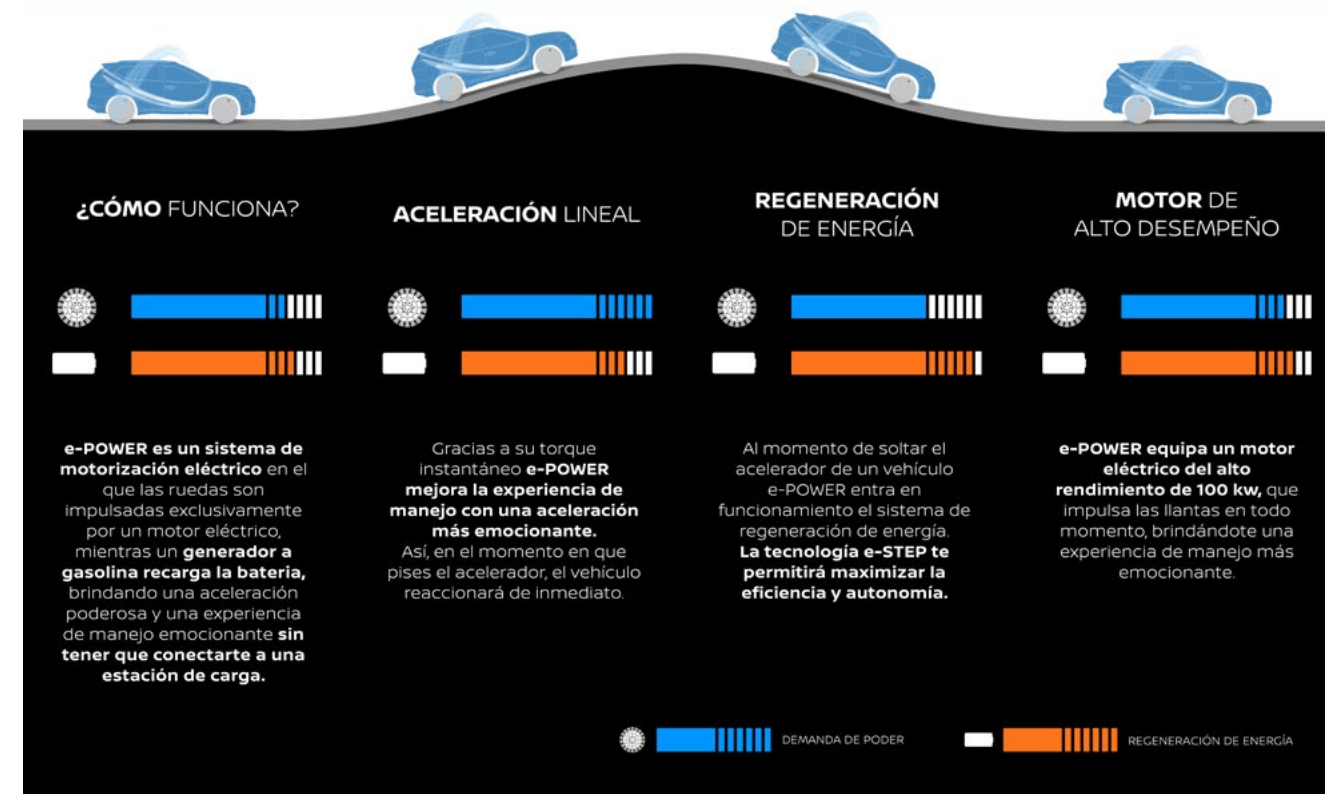 ¿CÓMO FUNCIONA?
e-POWER es un sistema de
motorización eléctrico en el
que las ruedas son
impulsadas exclusivamente
por un motor eléctrico,
mientras un generador a
gasolina recarga la bateria,
brindando una aceleración
poderosa y una experiencia
de manejo emocionante sin
tener que conectarte a una
estación de carga.
ACELERACIÓN LINEAL
Gracias a su torque
instantáneo e-POWER
mejora la experiencia de
manejo con una aceleración
más emocionante.
Así, en el momento en que
pises el acelerador, el vehículo
reaccionará de inmediato.
REGENERACIÓN
DE ENERGÍA
Al momento de soltar el
acelerador de un vehículo
e-POWER entra en
funcionamiento el sistema de
regeneración de energía.
La tecnología e-STEP te
permitirá maximizar la
eficiencia y autonomía.
MOTOR DE
ALTO DESEMPEÑO
e-POWER equipa un motor
eléctrico del alto
rendimiento de 100 kw, que
impulsa las llantas en todo
momento, brindándote una
experiencia de manejo más
emocionante.
DEMANDA DE PODER
REGENERACIÓN DE ENERGÍA